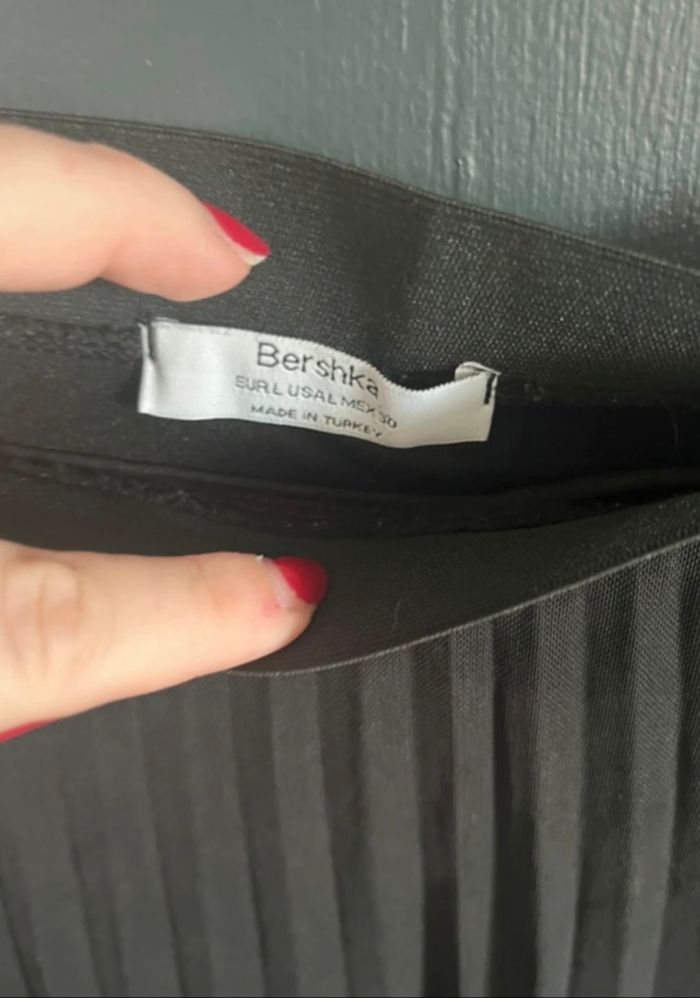 Bershka
EUR L USA L MEX 30
MADE IN TURKEY